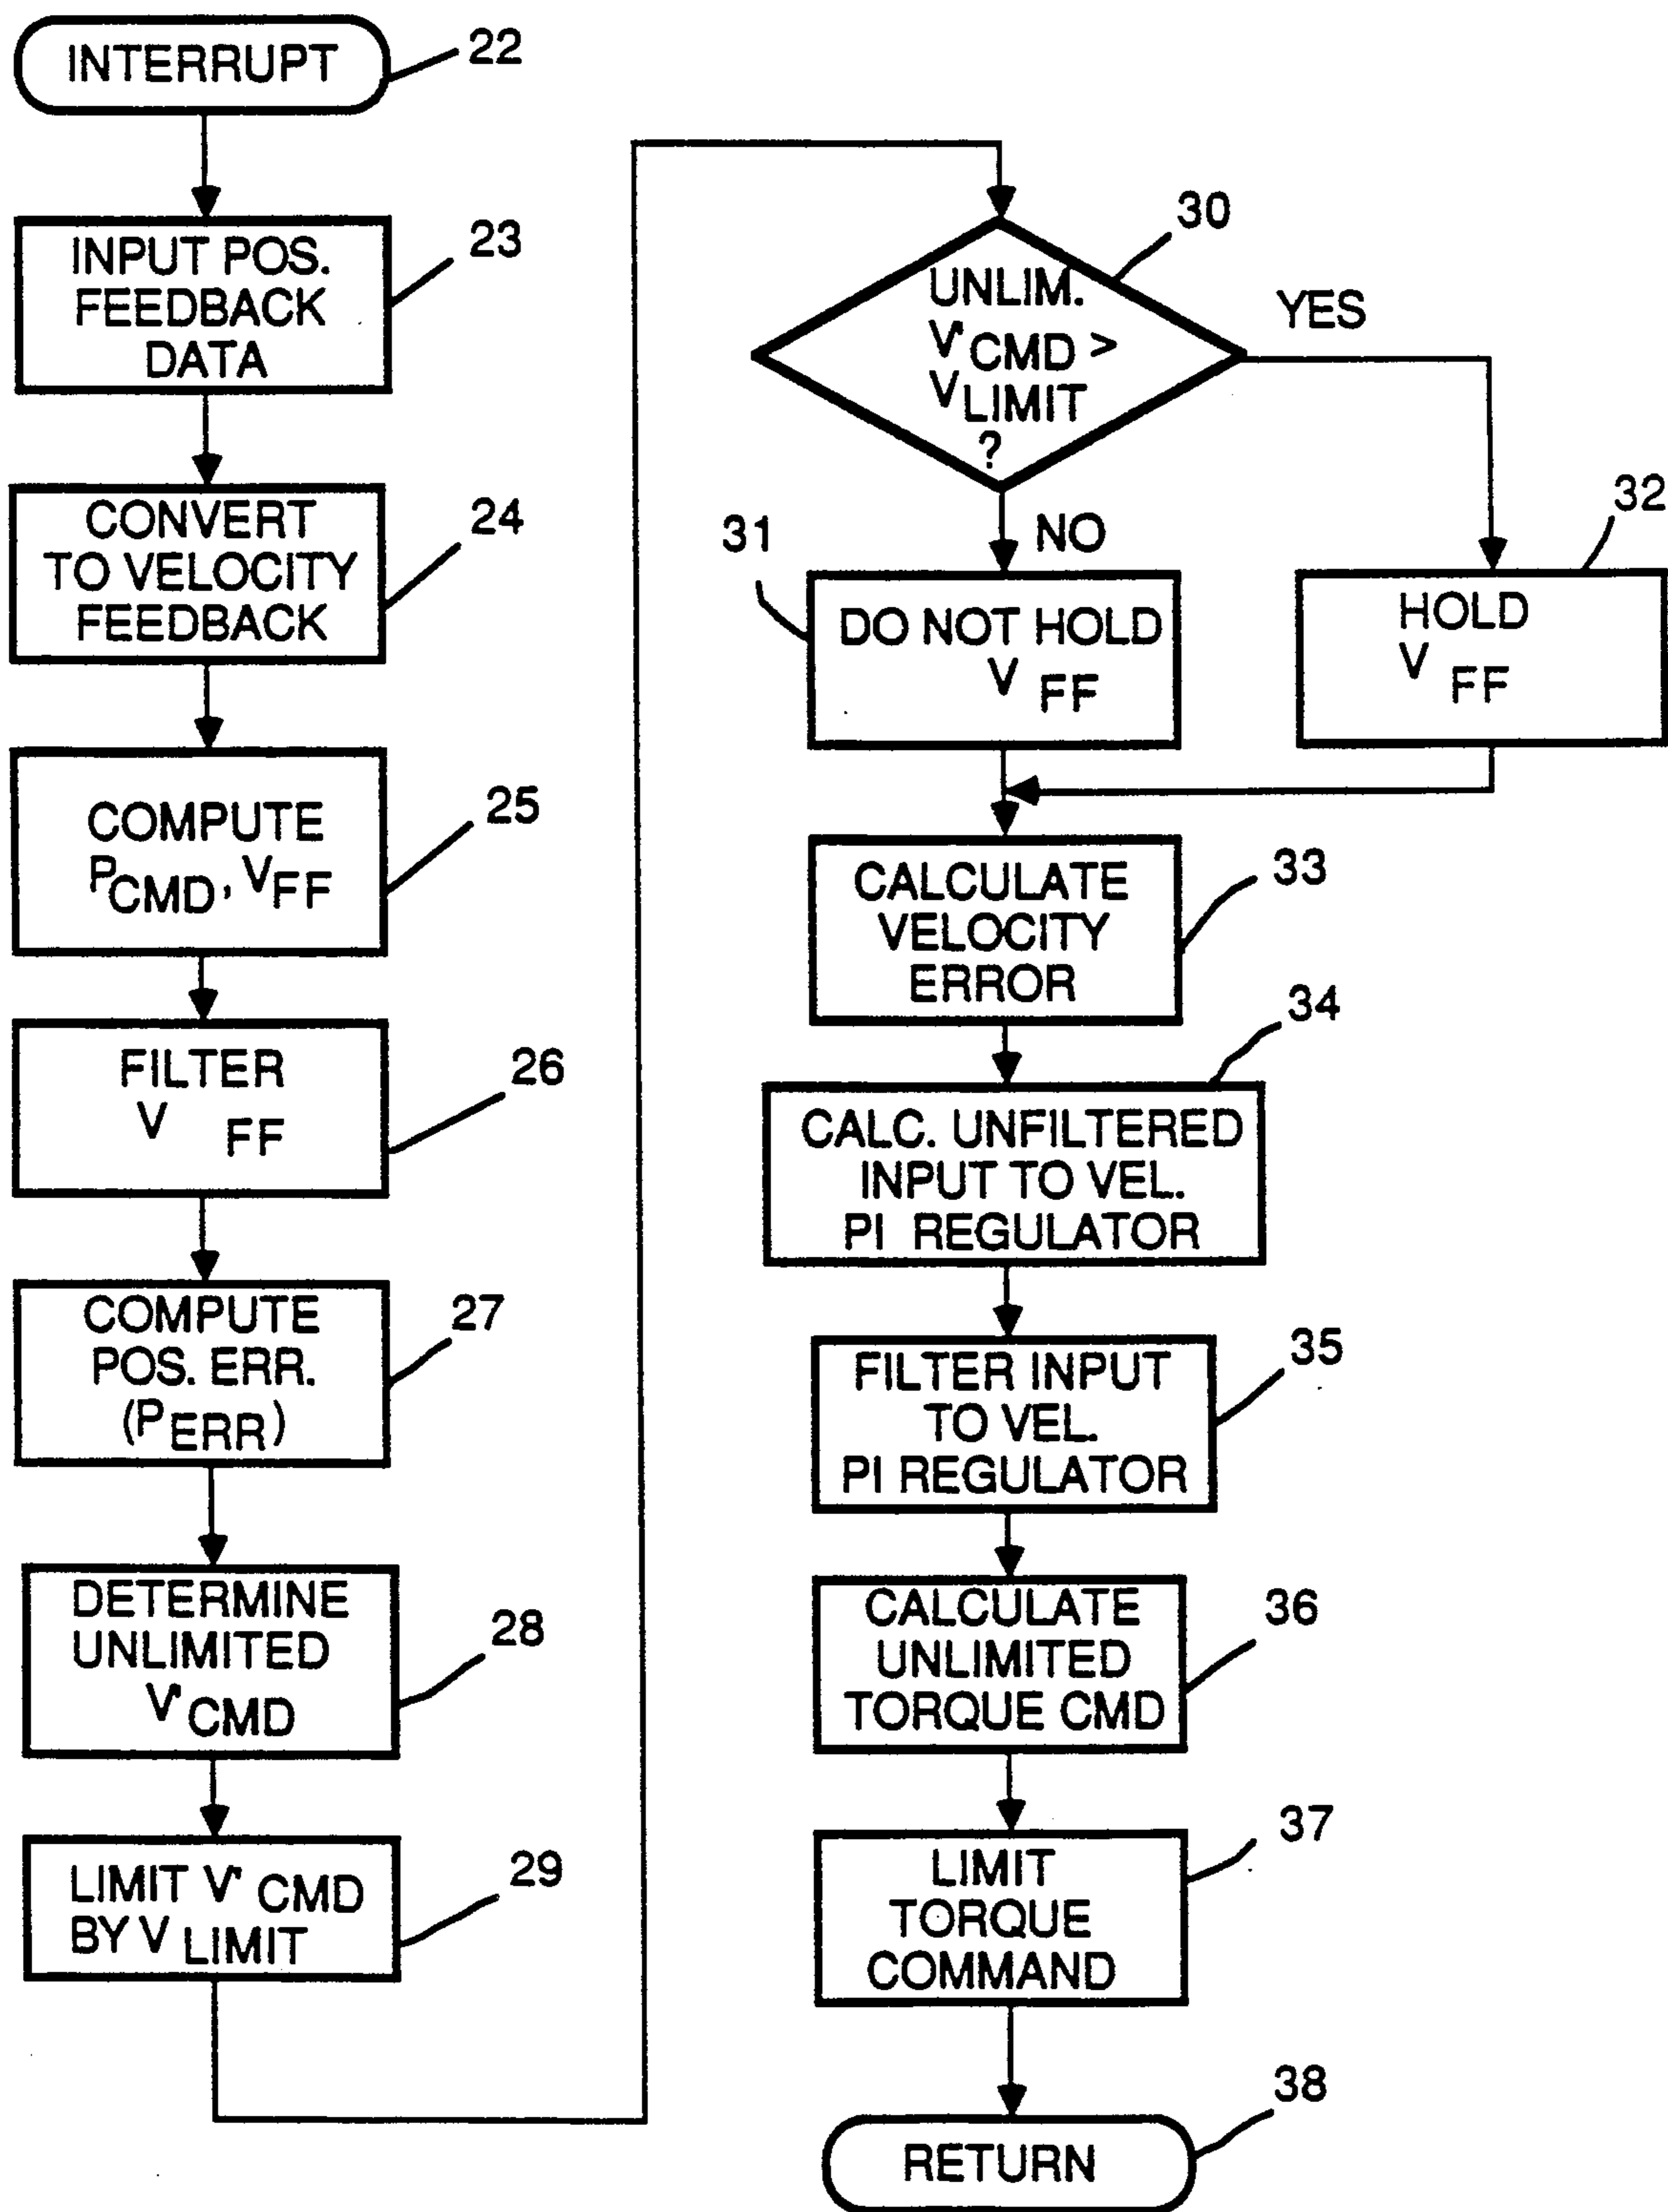 INTERRUPT
22
INPUT POS.
FEEDBACK
DATA
23
CONVERT
TO VELOCITY
FEEDBACK
24
COMPUTE
PCMD, VFF
25
FILTER
V FF
26
COMPUTE
POS. ERR.
(PERR)
27
DETERMINE
UNLIMITED
V'CMD
28
LIMIT V'CMD
BY VLIMIT
29
UNLIM.
V'CMD >
VLIMIT
?
30
YES
NO
31
DO NOT HOLD
V FF
32
HOLD
V FF
CALCULATE
VELOCITY
ERROR
33
34
CALC. UNFILTERED
INPUT TO VEL.
PI REGULATOR
FILTER INPUT
TO VEL.
PI REGULATOR
35
CALCULATE
UNLIMITED
TORQUE CMD
36
LIMIT
TORQUE
COMMAND
37
RETURN
38